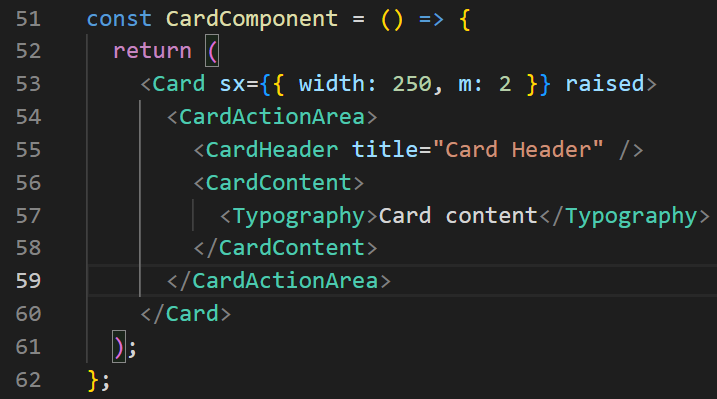 51 const CardComponent = () => {
52 return (
53 <Card sx={{ width: 250, m: 2 }} raised>
54 <CardActionArea>
55 <CardHeader title="Card Header" />
56 <CardContent>
57 <Typography>Card content</Typography>
58 </CardContent>
59 </CardActionArea>
60 </Card>
61 );
62 };